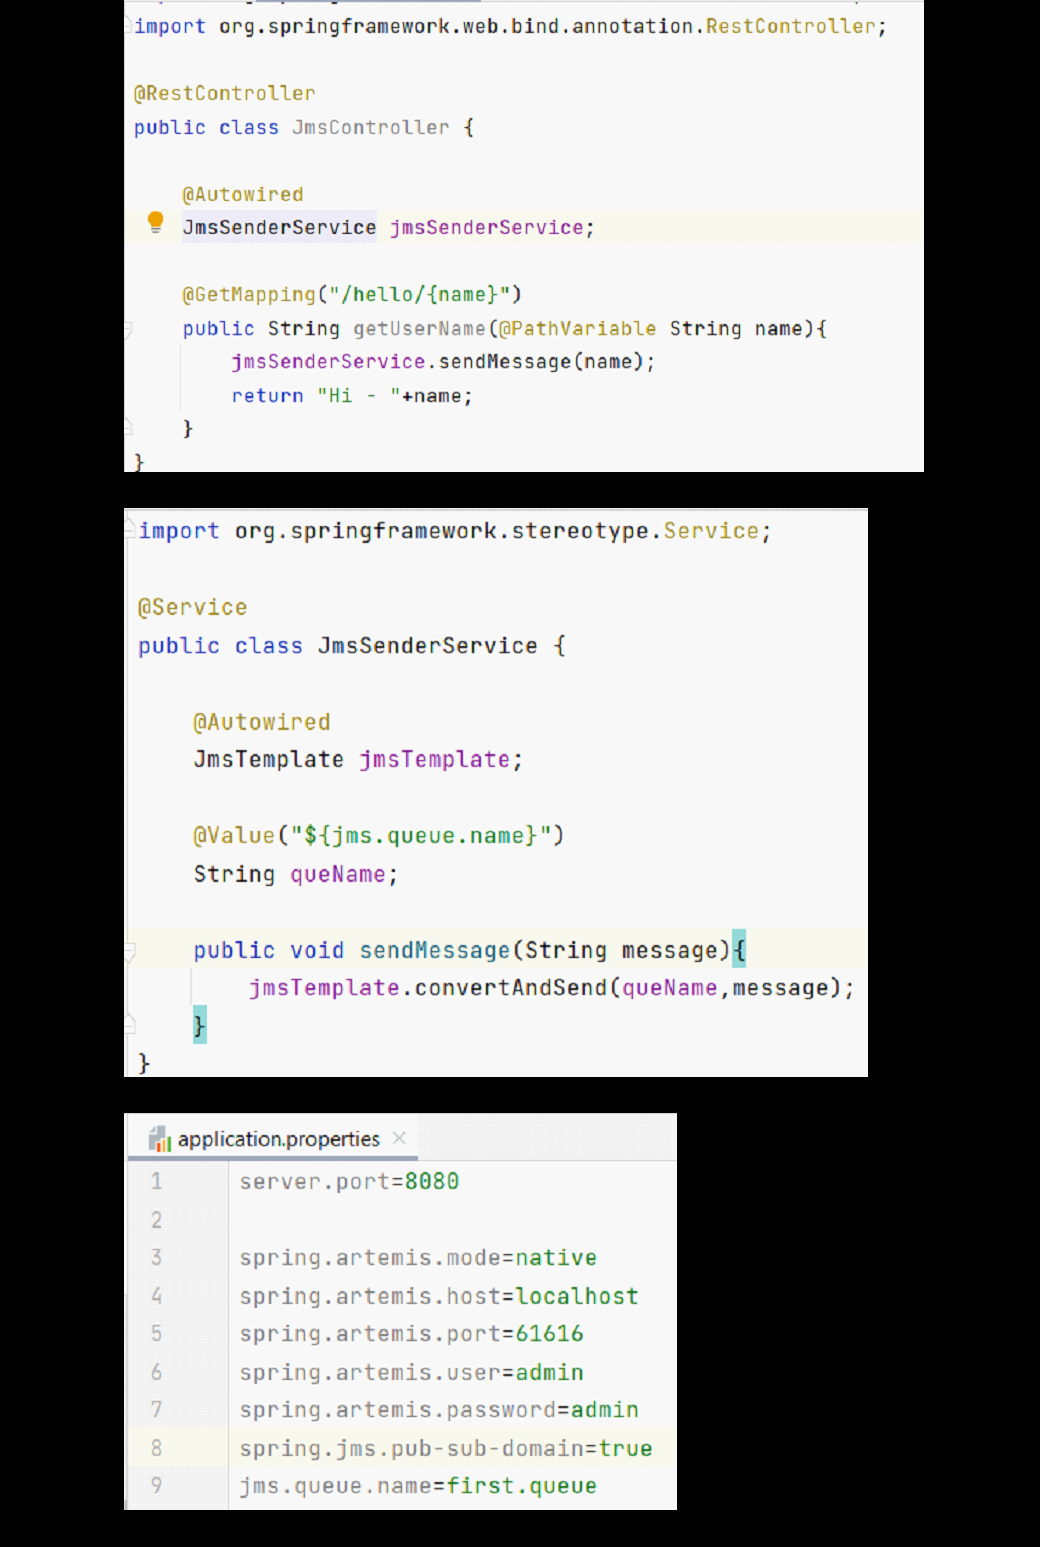 import org.springframework.web.bind.annotation.RestController;
@RestController
public class JmsController {
@Autowired
JmsSenderService jmsSenderService;
@GetMapping("/hello/{name}")
public String getUserName(@PathVariable String name){
jmsSenderService.sendMessage(name);
return "Hi - "+name;
}
}
import org.springframework.stereotype.Service;
@Service
public class JmsSenderService {
@Autowired
JmsTemplate jmsTemplate;
@Value("${jms.queue.name}")
String queName;
public void sendMessage(String message){
jmsTemplate.convertAndSend(queName,message);
}
}
application.properties
1 server.port=8080
2
3 spring.artemis.mode=native
4 spring.artemis.host=localhost
5 spring.artemis.port=61616
6 spring.artemis.user=admin
7 spring.artemis.password=admin
8 spring.jms.pub-sub-domain=true
9 jms.queue.name=first.queue